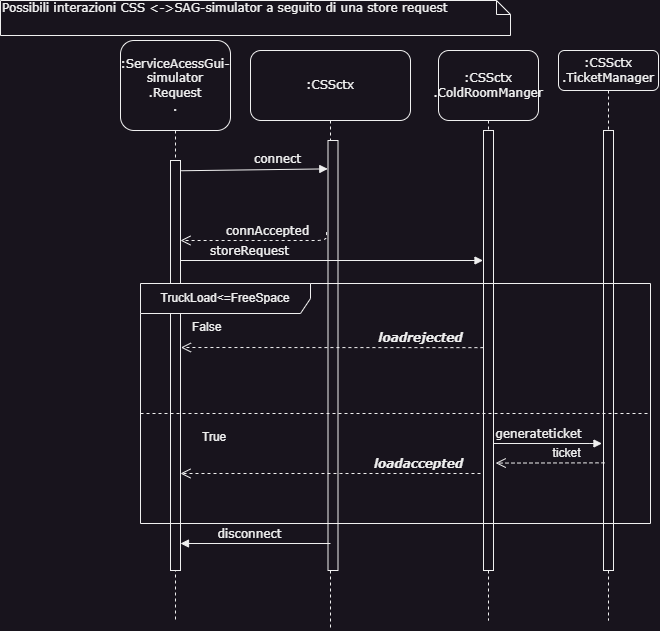 Possibili interazioni CSS <->SAG-simulator a seguito di una store request
:ServiceAcessGui-
simulator
.Request
.
:CSSctx
:CSSctx
.ColdRoomManger
:CSSctx
.TicketManager
connect
connAccepted
storeRequest
TruckLoad<=FreeSpace
False
loadrejected
True
generateticket
ticket
loadaccepted
disconnect